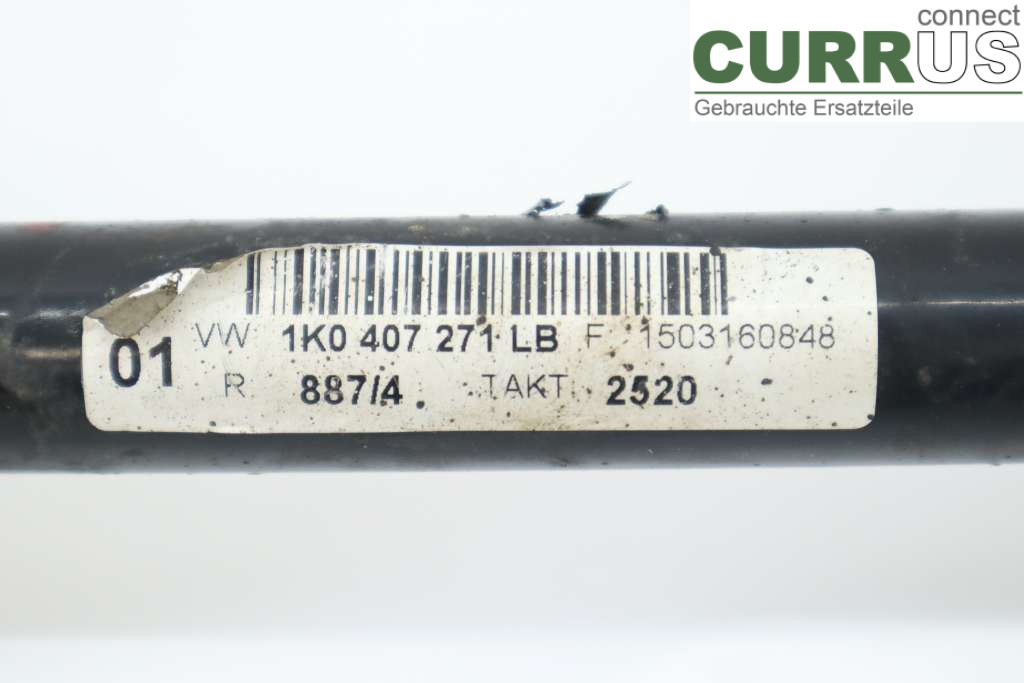 connect
CURRUS
Gebrauchte Ersatzteile
VW 1K0 407 271 LB F 1503160848
01
R 887/4 TAKT 2520